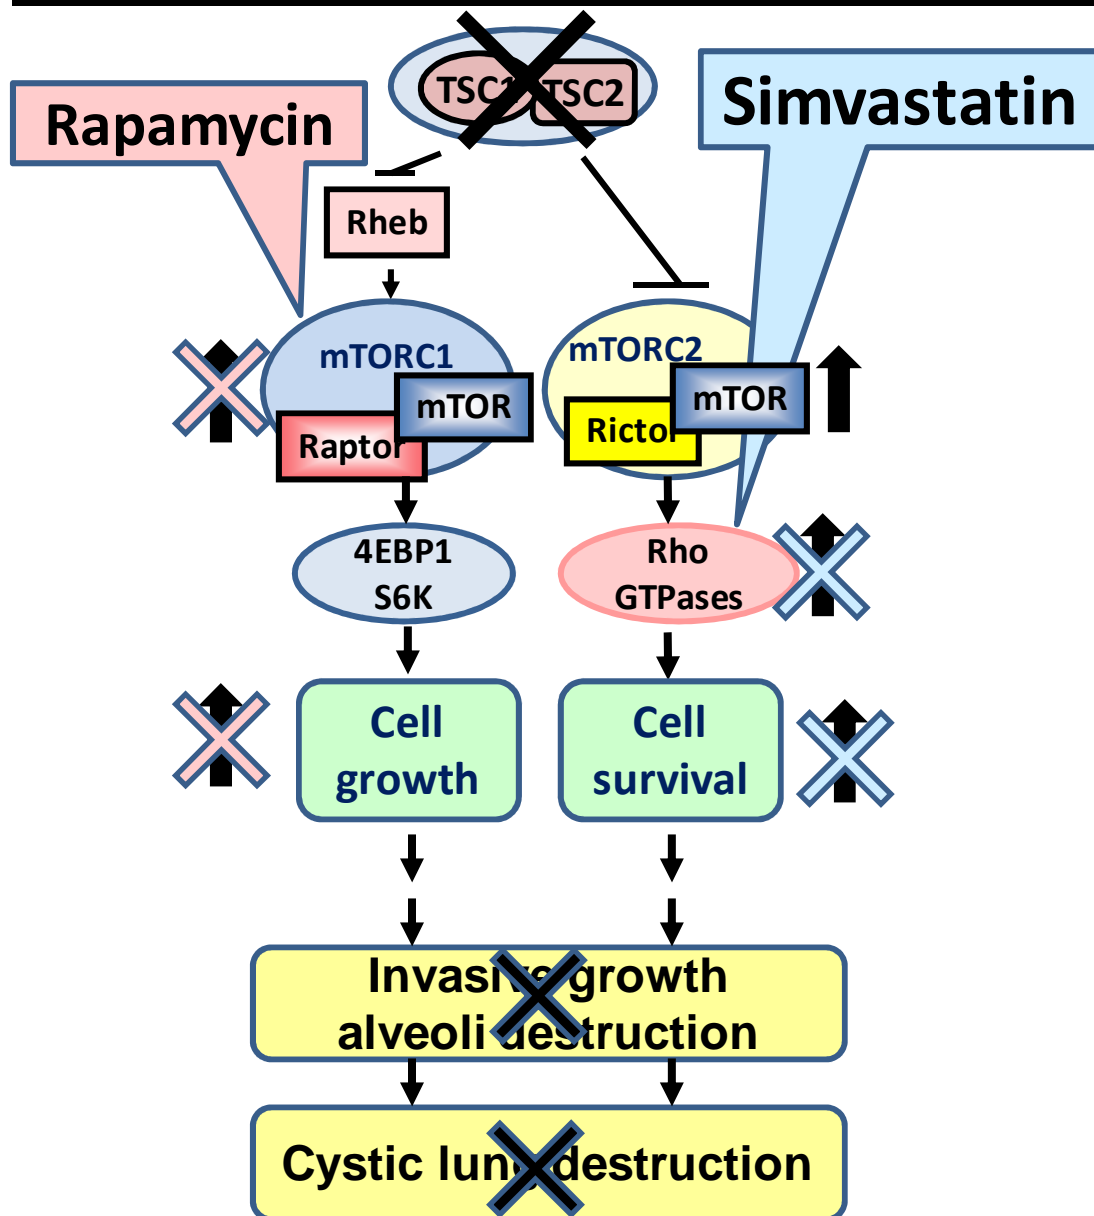 TSC1
TSC2
Rapamycin
Simvastatin
Rheb
mTORC1
mTOR
Raptor
mTORC2
mTOR
Rictor
4EBP1
S6K
Rho
GTPases
Cell
growth
Cell
survival
Invasive growth
alveoli destruction
Cystic lung destruction